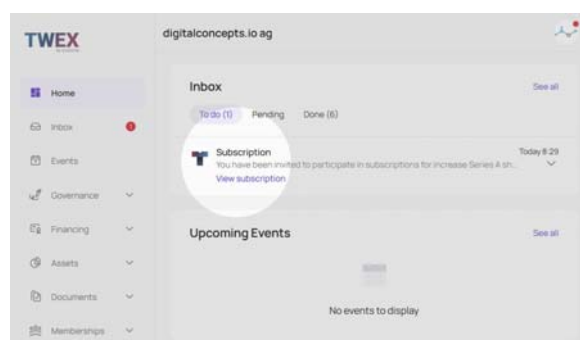 TWEX
digitalconcepts.io ag
Home
Inbox
Events
Governance
Financing
Assets
Documents
Memberships
Inbox
See all
To do (1) Pending Done (6)
Subscription
Today 8:29
You have been invited to participate in subscriptions for increase Series A sh...
View subscription
Upcoming Events
See all
No events to display